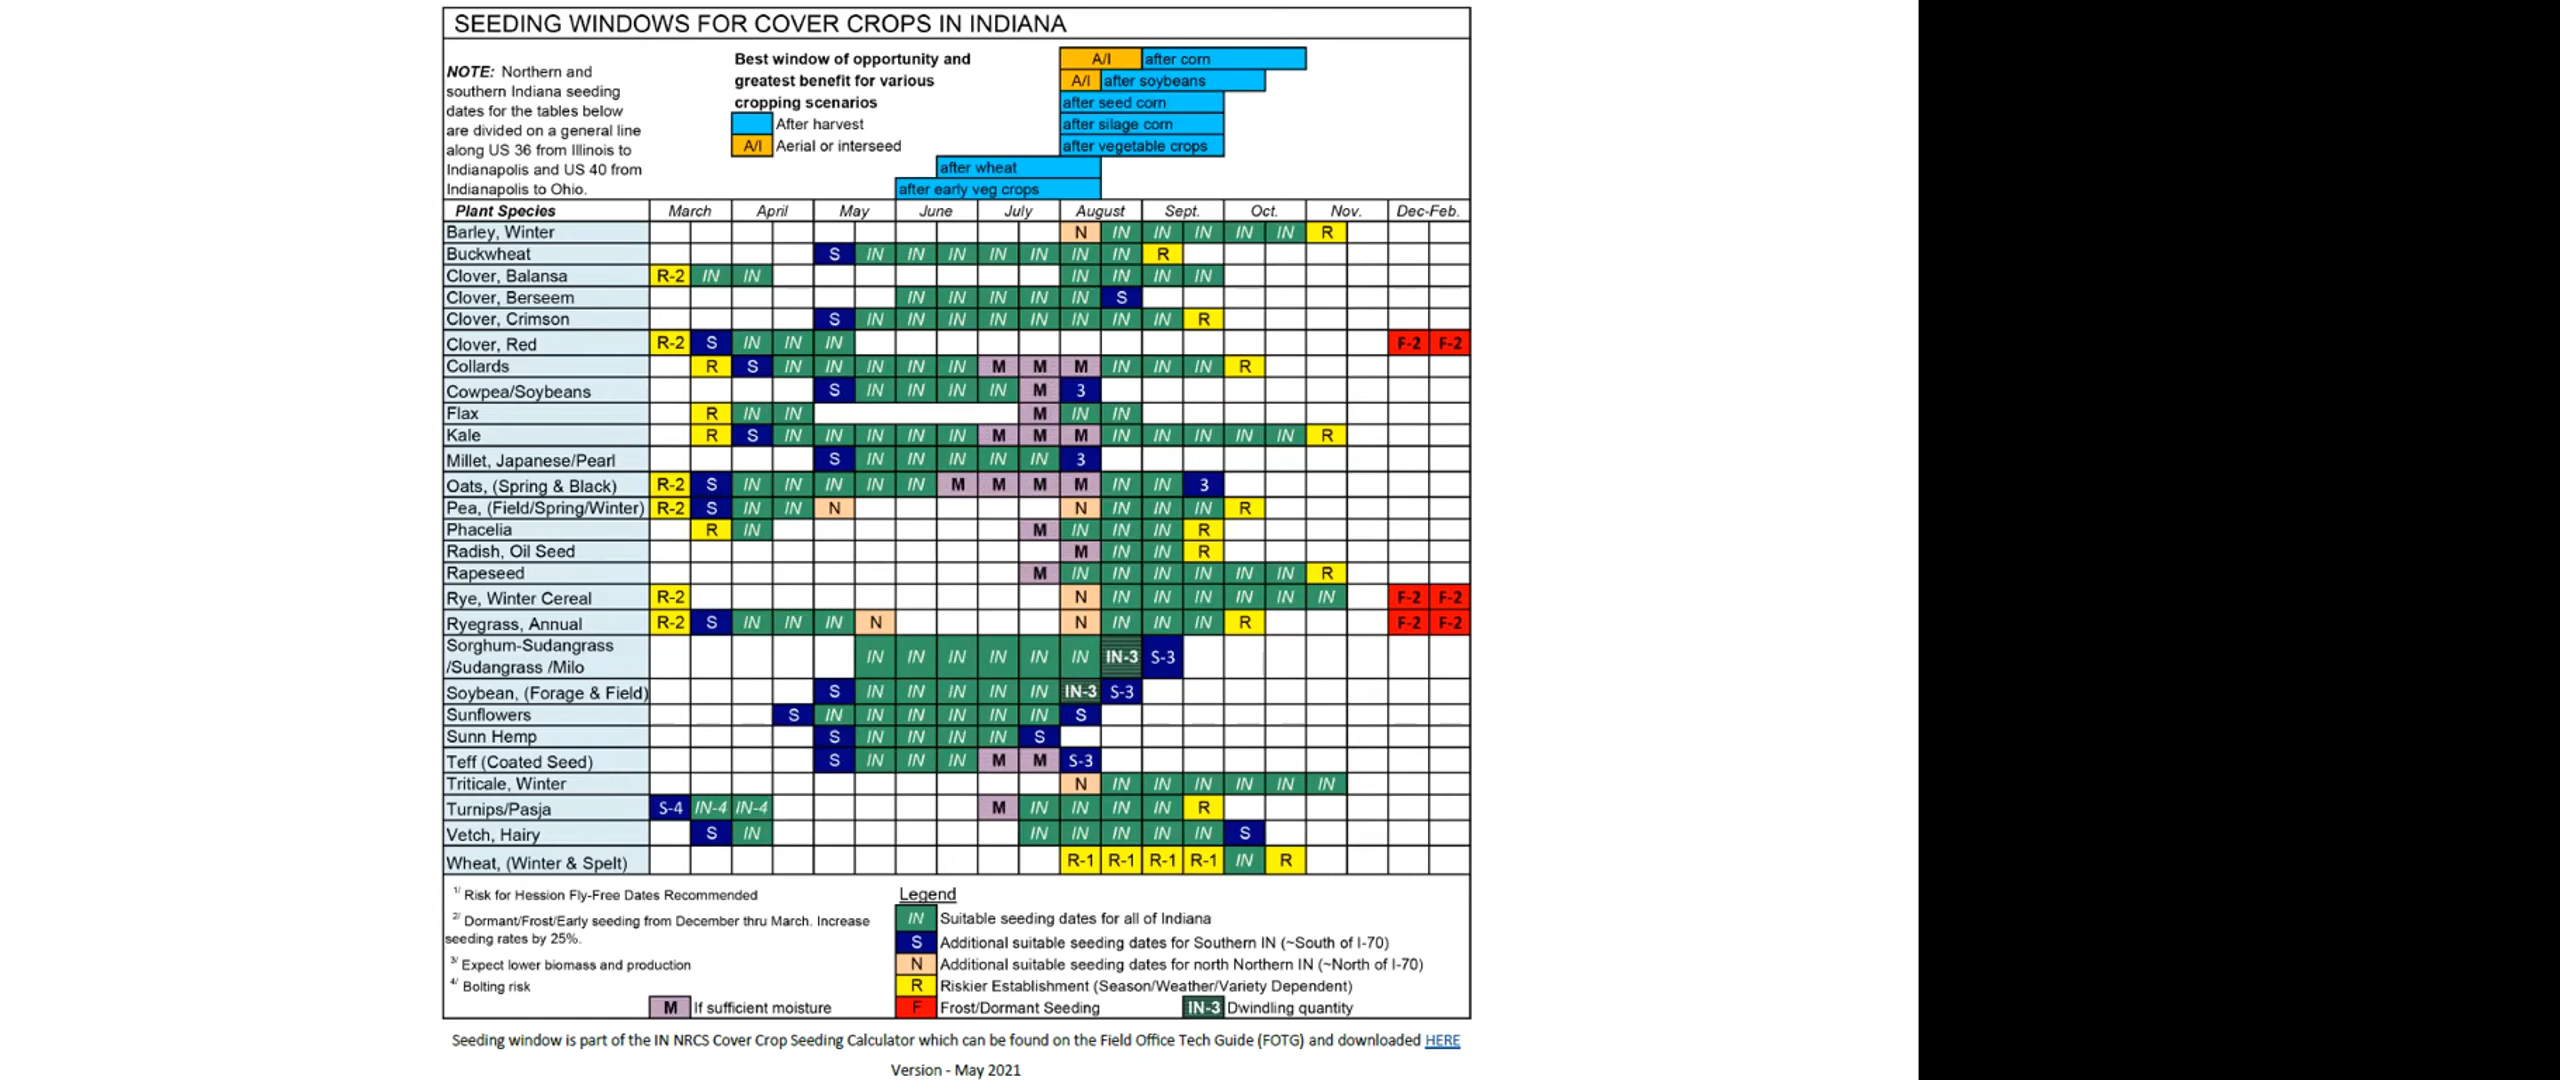 SEEDING WINDOWS FOR COVER CROPS IN INDIANA
NOTE: Northern and
southern Indiana seeding
dates for the tables below
are divided on a general line
along US 36 from Illinois to
Indianapolis and US 40 from
Indianapolis to Ohio.
Best window of opportunity and
greatest benefit for various
cropping scenarios
After harvest
A/I Aerial or interseed
A/I after corn
A/I after soybeans
after seed corn
after silage corn
after vegetable crops
after wheat
after early veg crops
Plant Species March April May June July August Sept. Oct. Nov. Dec-Feb.
Barley, Winter N IN IN IN IN IN R
Buckwheat S IN IN IN IN IN IN IN R
Clover, Balansa R-2 IN IN IN IN IN IN
Clover, Berseem IN IN IN IN IN S
Clover, Crimson S IN IN IN IN IN IN IN IN R
Clover, Red R-2 S IN IN IN F-2 F-2
Collards R S IN IN IN IN IN M M M IN IN IN R
Cowpea/Soybeans S IN IN IN IN M 3
Flax R IN IN M IN IN
Kale R S IN IN IN IN IN M M M IN IN IN IN IN R
Millet, Japanese/Pearl S IN IN IN IN IN 3
Oats, (Spring & Black) R-2 S IN IN IN IN IN M M M M IN IN 3
Pea, (Field/Spring/Winter) R-2 S IN IN N N IN IN IN R
Phacelia R IN M IN IN IN R
Radish, Oil Seed M IN IN R
Rapeseed M IN IN IN IN IN IN R
Rye, Winter Cereal R-2 N IN IN IN IN IN IN F-2 F-2
Ryegrass, Annual R-2 S IN IN IN N N IN IN IN R F-2 F-2
Sorghum-Sudangrass
/Sudangrass /Milo IN IN IN IN IN IN IN-3 S-3
Soybean, (Forage & Field) S IN IN IN IN IN IN-3 S-3
Sunflowers S IN IN IN IN IN IN S
Sunn Hemp S IN IN IN IN S
Teff (Coated Seed) S IN IN IN M M S-3
Triticale, Winter N IN IN IN IN IN IN
Turnips/Pasja S-4 IN-4 IN-4 M IN IN IN IN R
Vetch, Hairy S IN IN IN IN IN IN S
Wheat, (Winter & Spelt) R-1 R-1 R-1 R-1 IN R
1/ Risk for Hession Fly-Free Dates Recommended
2/ Dormant/Frost/Early seeding from December thru March. Increase
seeding rates by 25%.
3/ Expect lower biomass and production
4/ Bolting risk
M If sufficient moisture
Legend
IN Suitable seeding dates for all of Indiana
S Additional suitable seeding dates for Southern IN (~South of I-70)
N Additional suitable seeding dates for north Northern IN (~North of I-70)
R Riskier Establishment (Season/Weather/Variety Dependent)
F Frost/Dormant Seeding IN-3 Dwindling quantity
Seeding window is part of the IN NRCS Cover Crop Seeding Calculator which can be found on the Field Office Tech Guide (FOTG) and downloaded HERE
Version - May 2021